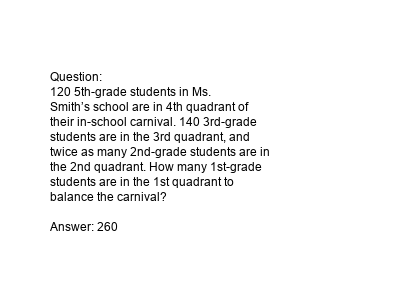 Question:
120 5th-grade students in Ms.
Smith's school are in 4th quadrant of
their in-school carnival. 140 3rd-grade
students are in the 3rd quadrant, and
twice as many 2nd-grade students are in
the 2nd quadrant. How many 1st-grade
students are in the 1st quadrant to
balance the carnival?

Answer: 260